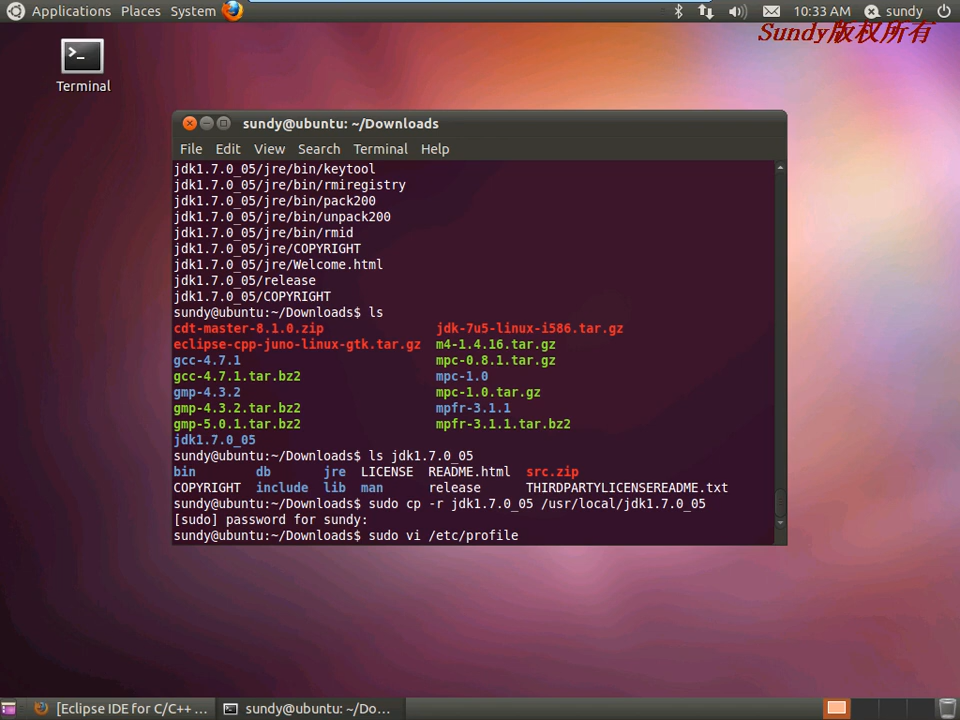 Applications Places System 10:33 AM sundy
Sundy版权所有
Terminal
sundy@ubuntu: ~/Downloads
File Edit View Search Terminal Help
jdk1.7.0_05/jre/bin/keytool
jdk1.7.0_05/jre/bin/rmiregistry
jdk1.7.0_05/jre/bin/pack200
jdk1.7.0_05/jre/bin/unpack200
jdk1.7.0_05/jre/bin/rmid
jdk1.7.0_05/jre/COPYRIGHT
jdk1.7.0_05/jre/Welcome.html
jdk1.7.0_05/release
jdk1.7.0_05/COPYRIGHT
sundy@ubuntu:~/Downloads$ ls
cdt-master-8.1.0.zip jdk-7u5-linux-i586.tar.gz
eclipse-cpp-juno-linux-gtk.tar.gz m4-1.4.16.tar.gz
gcc-4.7.1 mpc-0.8.1.tar.gz
gcc-4.7.1.tar.bz2 mpc-1.0
gmp-4.3.2 mpc-1.0.tar.gz
gmp-4.3.2.tar.bz2 mpfr-3.1.1
gmp-5.0.1.tar.bz2 mpfr-3.1.1.tar.bz2
jdk1.7.0_05
sundy@ubuntu:~/Downloads$ ls jdk1.7.0_05
bin db jre LICENSE README.html src.zip
COPYRIGHT include lib man release THIRDPARTYLICENSEREADME.txt
sundy@ubuntu:~/Downloads$ sudo cp -r jdk1.7.0_05 /usr/local/jdk1.7.0_05
[sudo] password for sundy:
sundy@ubuntu:~/Downloads$ sudo vi /etc/profile
[Eclipse IDE for C/C++ ... sundy@ubuntu: ~/Do...